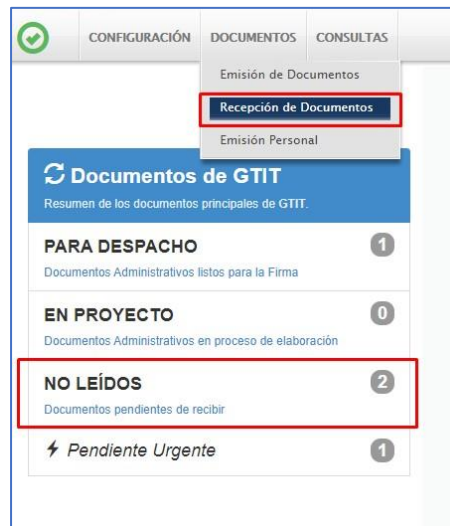 CONFIGURACIÓN DOCUMENTOS CONSULTAS
Emisión de Documentos
Recepción de Documentos
Emisión Personal
Documentos de GTIT
Resumen de los documentos principales de GTIT.
PARA DESPACHO 1
Documentos Administrativos listos para la Firma
EN PROYECTO 0
Documentos Administrativos en proceso de elaboración
NO LEÍDOS 2
Documentos pendientes de recibir
Pendiente Urgente 1